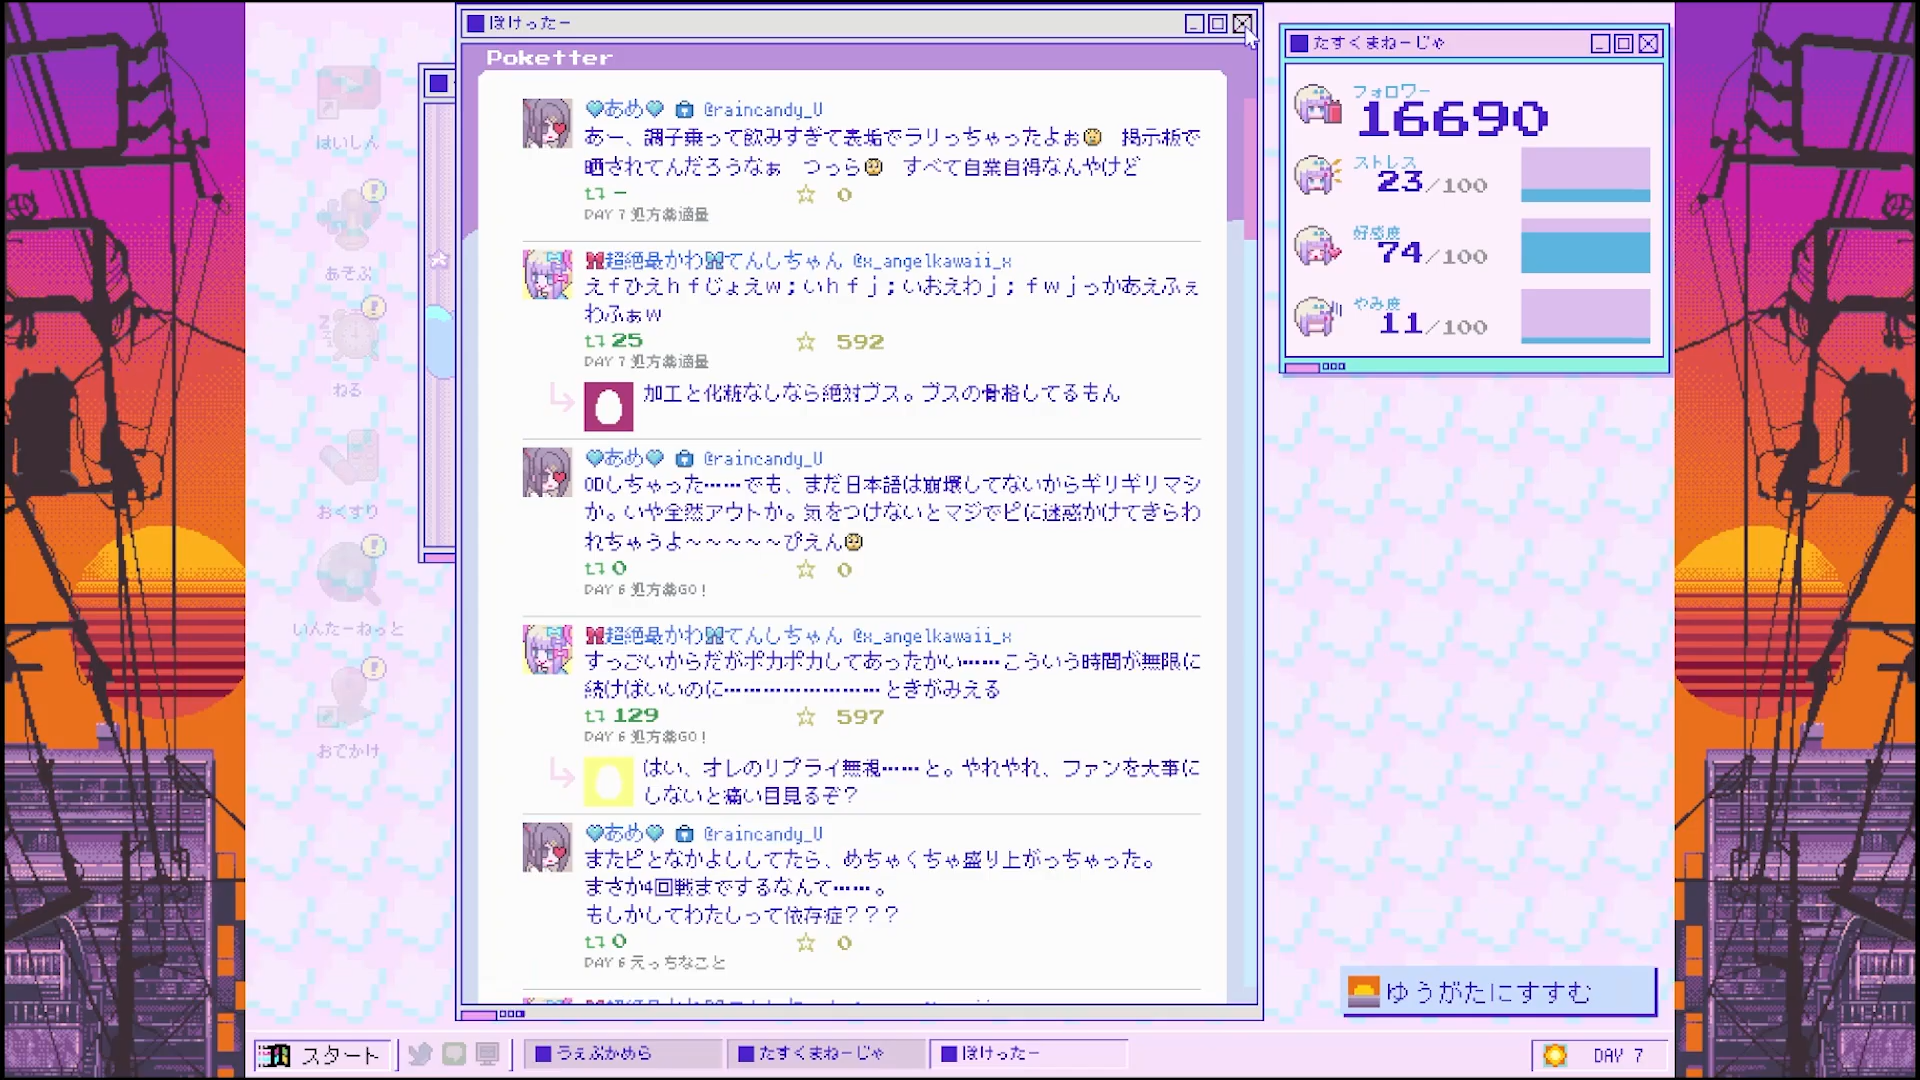 ぽけったー
Poketter
あめ @raincandy_U
あー、調子乗って飲みすぎて表垢でラリっちゃったよぉ 掲示板で
晒されてんだろうなぁ つっら すべて自業自得なんやけど
ー ☆ 0
DAY 7 処方薬適量
超絶最かわてんしちゃん @x_angelkawaii_x
えｆひえｈｆじょえｗ；いｈｆｊ；いおえわｊ；ｆｗｊっかあえふぇ
わふぁｗ
25 ☆ 592
DAY 7 処方薬適量
加工と化粧なしなら絶対ブス。ブスの骨格してるもん
あめ @raincandy_U
ODしちゃった……でも、まだ日本語は崩壊してないからギリギリマシ
か。いや全然アウトか。気をつけないとマジでピに迷惑かけてきらわ
れちゃうよ～～～～～ぴえん
0 ☆ 0
DAY 6 処方薬GO！
超絶最かわてんしちゃん @x_angelkawaii_x
すっごいからだがポカポカしてあったかい……こういう時間が無限に
続けばいいのに…………………… ときがみえる
129 ☆ 597
DAY 6 処方薬GO！
はい、オレのリプライ無視……と。やれやれ、ファンを大事に
しないと痛い目見るぞ？
あめ @raincandy_U
またピとなかよししてたら、めちゃくちゃ盛り上がっちゃった。
まさか4回戦までするなんて……。
もしかしてわたしって依存症？？？
0 ☆ 0
DAY 6 えっちなこと
はいしん
あそぶ
ねる
おくすり
いんたーねっと
おでかけ
たすくまねーじゃ
フォロワー
16690
ストレス
23/100
好感度
74/100
やみ度
11/100
ゆうがたにすすむ
スタート
うぇぶかめら
たすくまねーじゃ
ぽけったー
DAY 7